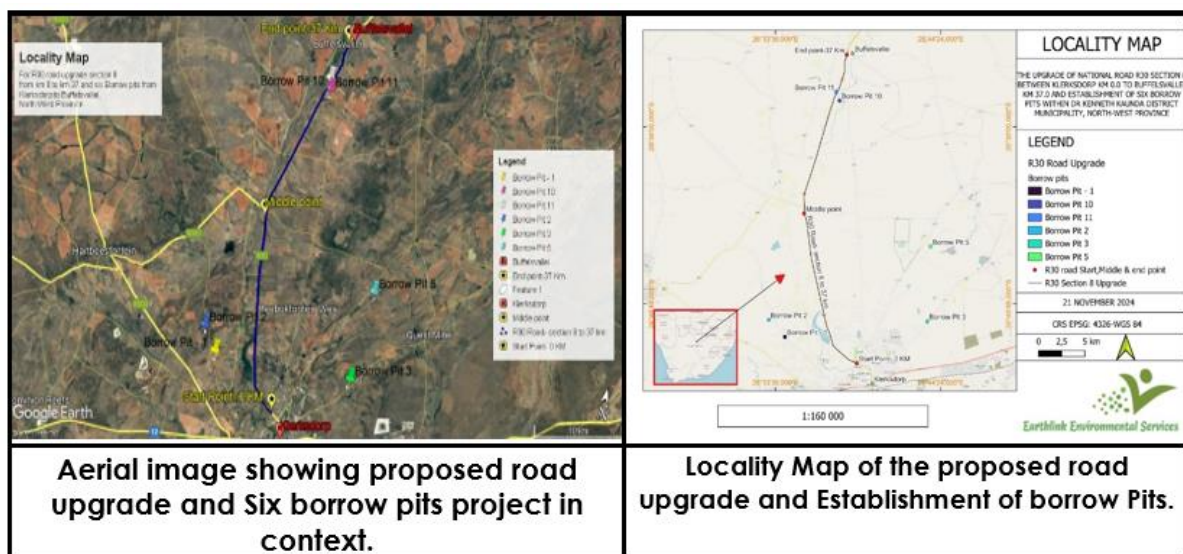 End point-37 Km Buffelsvallei
Locality Map
For R30 road upgrade section 8
from km 0 to km 37 and six Borrow pits from
Klerksdorp to Buffelsvallei,
North West Province
Borrow Pit 10
Borrow Pit 11
Middle point
Hartbeesfontein
Borrow Pit 5
Borrow Pit 2
Borrow Pit - 1
Borrow Pit 3
Start Point, 0 KM
Klerksdorp
Google Earth
12
Legend
Borrow Pit - 1
Borrow Pit 10
Borrow Pit 11
Borrow Pit 2
Borrow Pit 3
Borrow Pit 5
Buffelsvallei
End point-37 Km
Feature 1
Klerksdorp
Middle point
R30 Road- section 8 to 37 km
Start Point, 0 KM
End point-37 Km
Buffelsvallei
Borrow Pit 11
Borrow Pit 10
Middle point
R30 Road- section 8 to 37 km
Borrow Pit 5
Borrow Pit 2
Borrow Pit 3
Start Point, 0 KM
Klerksdorp
1:160 000
LOCALITY MAP
THE UPGRADE OF NATIONAL ROAD R30 SECTION
BETWEEN KLERKSDORP KM 0.0 TO BUFFELSVALLE
KM 37.0 AND ESTABLISHMENT OF SIX BORROW
PITS WITHIN DR KENNETH KAUNDA DISTRICT
MUNICIPALITY, NORTH-WEST PROVINCE
LEGEND
R30 Road Upgrade
Borrow pits
Borrow Pit - 1
Borrow Pit 10
Borrow Pit 11
Borrow Pit 2
Borrow Pit 3
Borrow Pit 5
R30 road Start,Middle & end point
R30 Section 8 Upgrade
21 NOVEMBER 2024
CRS EPSG: 4326-WGS 84
0 2,5 5 km
Earthlink Environmental Services
Aerial image showing proposed road
upgrade and Six borrow pits project in
context.
Locality Map of the proposed road
upgrade and Establishment of borrow Pits.